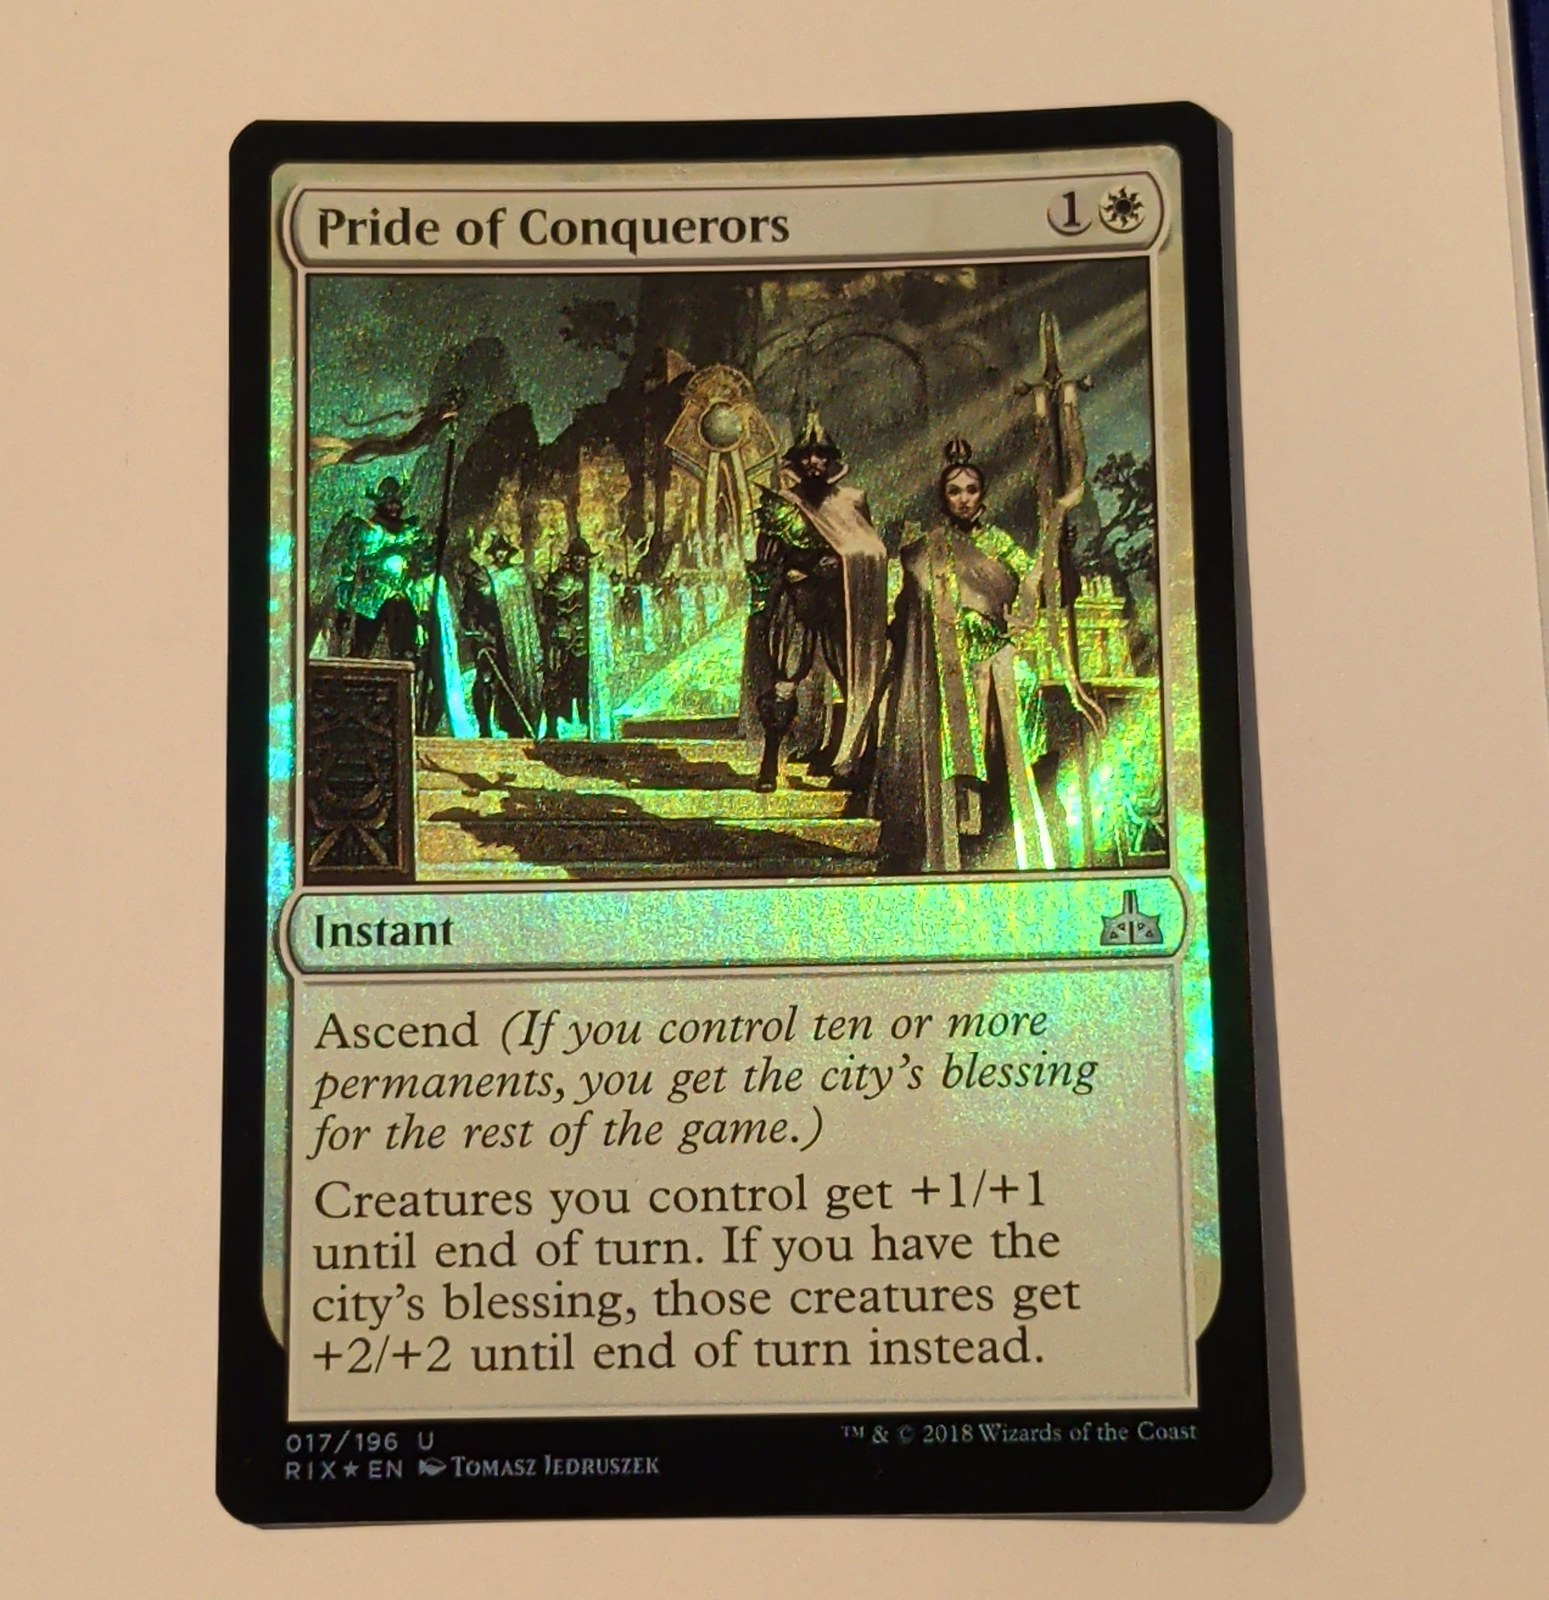 Pride of Conquerors 1
Instant
Ascend (If you control ten or more
permanents, you get the city's blessing
for the rest of the game.)
Creatures you control get +1/+1
until end of turn. If you have the
city's blessing, those creatures get
+2/+2 until end of turn instead.
017/196 U
RIX★EN TOMASZ JEDRUSZEK
™ & © 2018 Wizards of the Coast